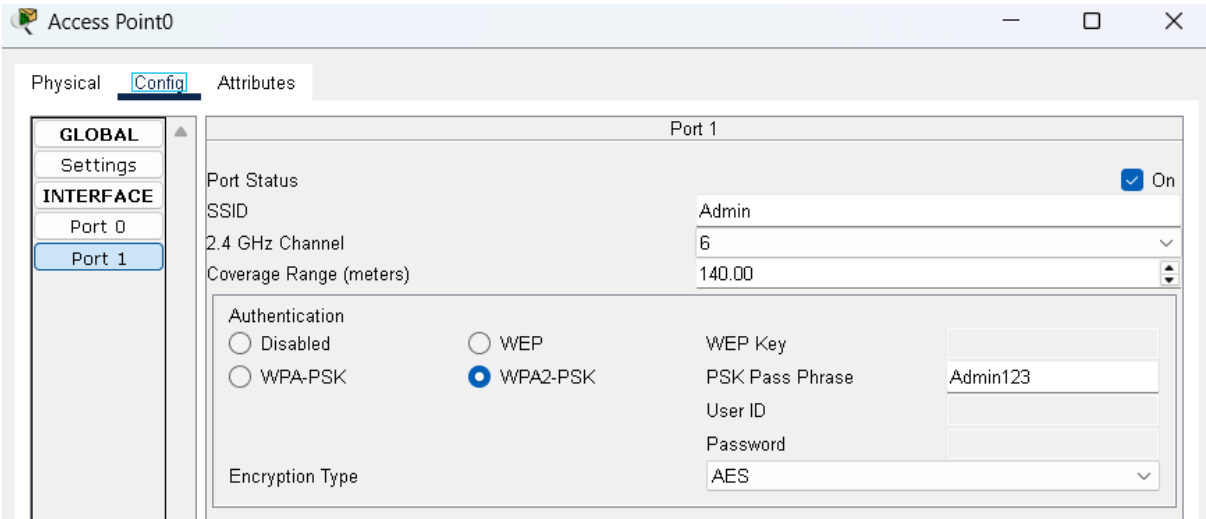 Access Point0
Physical Config Attributes
GLOBAL
Settings
INTERFACE
Port 0
Port 1
Port 1
Port Status On
SSID Admin
2.4 GHz Channel 6
Coverage Range (meters) 140.00
Authentication
Disabled WEP WEP Key
WPA-PSK WPA2-PSK PSK Pass Phrase Admin123
User ID
Password
Encryption Type AES